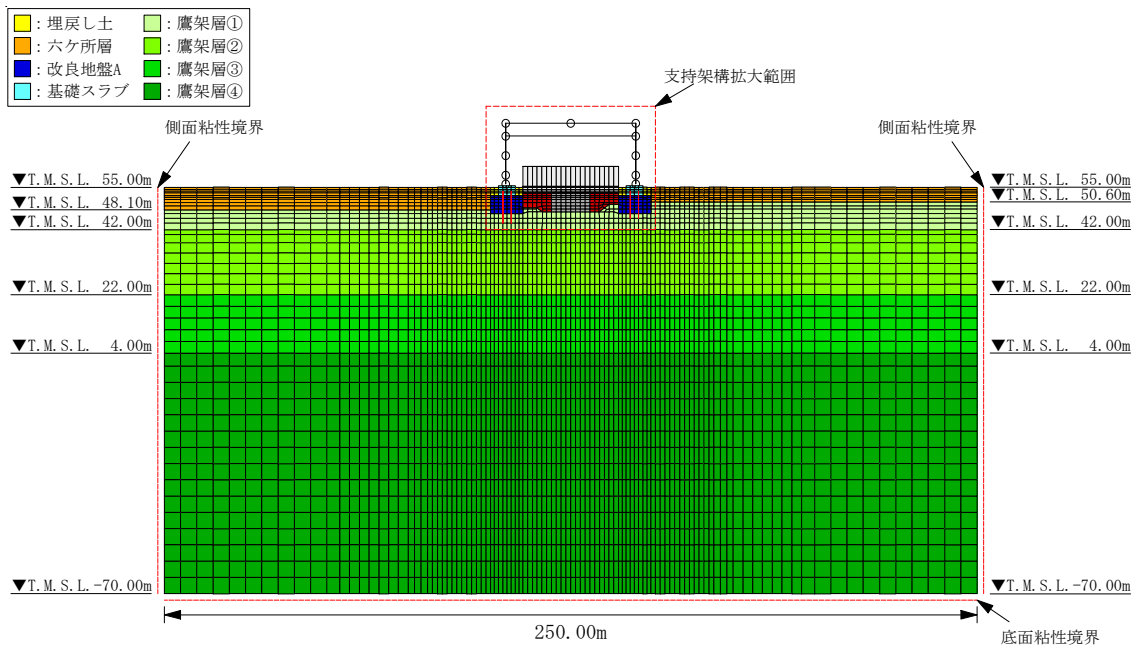 ：埋戻し土
：鷹架層①
：六ケ所層
：鷹架層②
：改良地盤A
：鷹架層③
：基礎スラブ
：鷹架層④
支持架構拡大範囲
側面粘性境界
側面粘性境界
▼T.M.S.L. 55.00m
▼T.M.S.L. 48.10m
▼T.M.S.L. 42.00m
▼T.M.S.L. 22.00m
▼T.M.S.L. 4.00m
▼T.M.S.L.-70.00m
▼T.M.S.L. 55.00m
▼T.M.S.L. 50.60m
▼T.M.S.L. 42.00m
▼T.M.S.L. 22.00m
▼T.M.S.L. 4.00m
▼T.M.S.L.-70.00m
250.00m
底面粘性境界